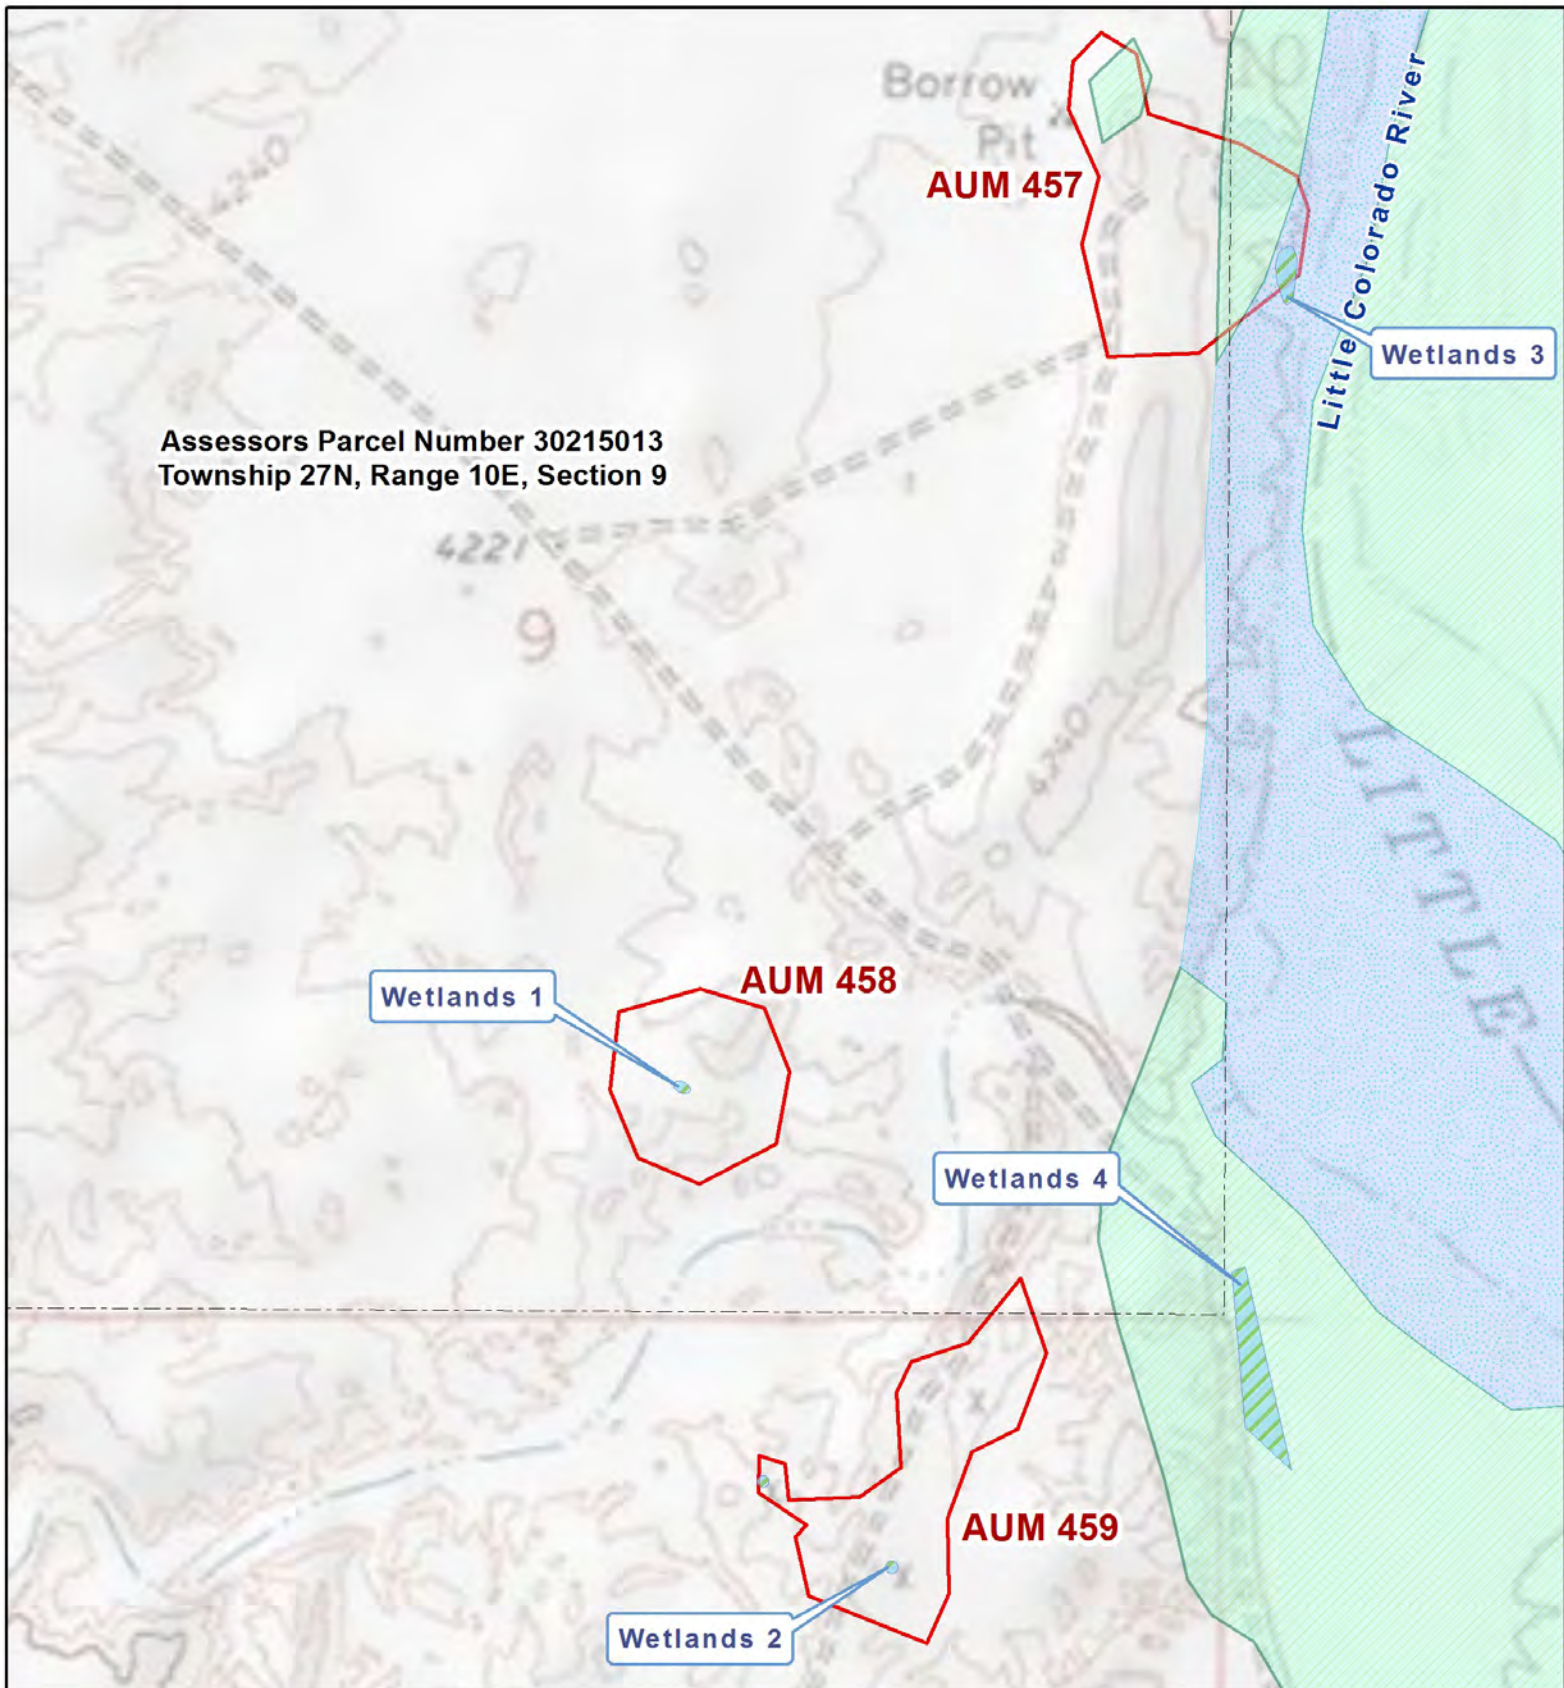 Borrow
Pit
AUM 457
4240
Little Colorado River
Wetlands 3
Assessors Parcel Number 30215013
Township 27N, Range 10E, Section 9
4221
9
4240
LITTLE
AUM 458
Wetlands 1
Wetlands 4
AUM 459
Wetlands 2